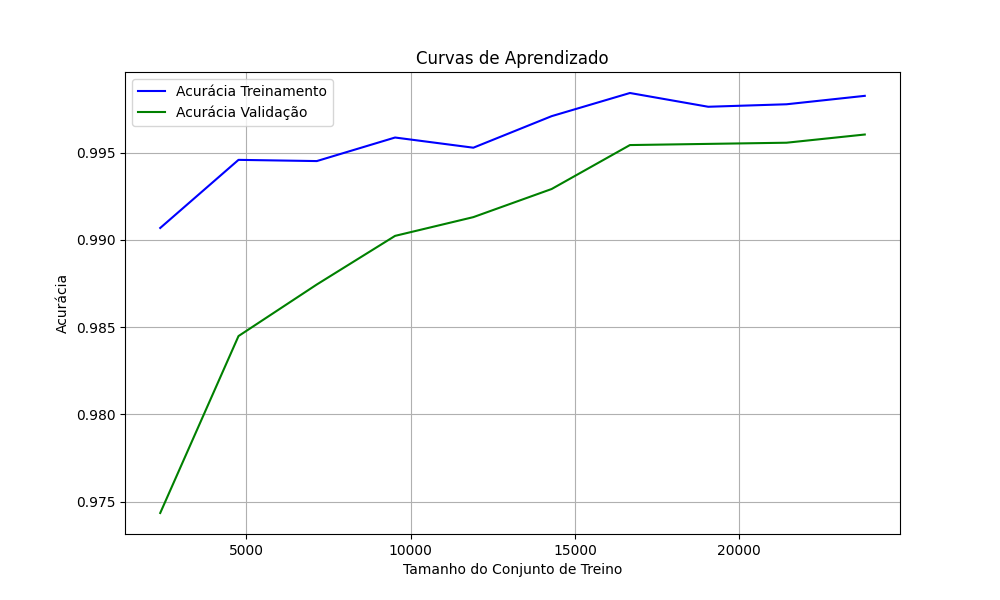 Curvas de Aprendizado
Acurácia Treinamento
Acurácia Validação
0.995
0.990
0.985
0.980
0.975
Acurácia
5000
10000
15000
20000
Tamanho do Conjunto de Treino